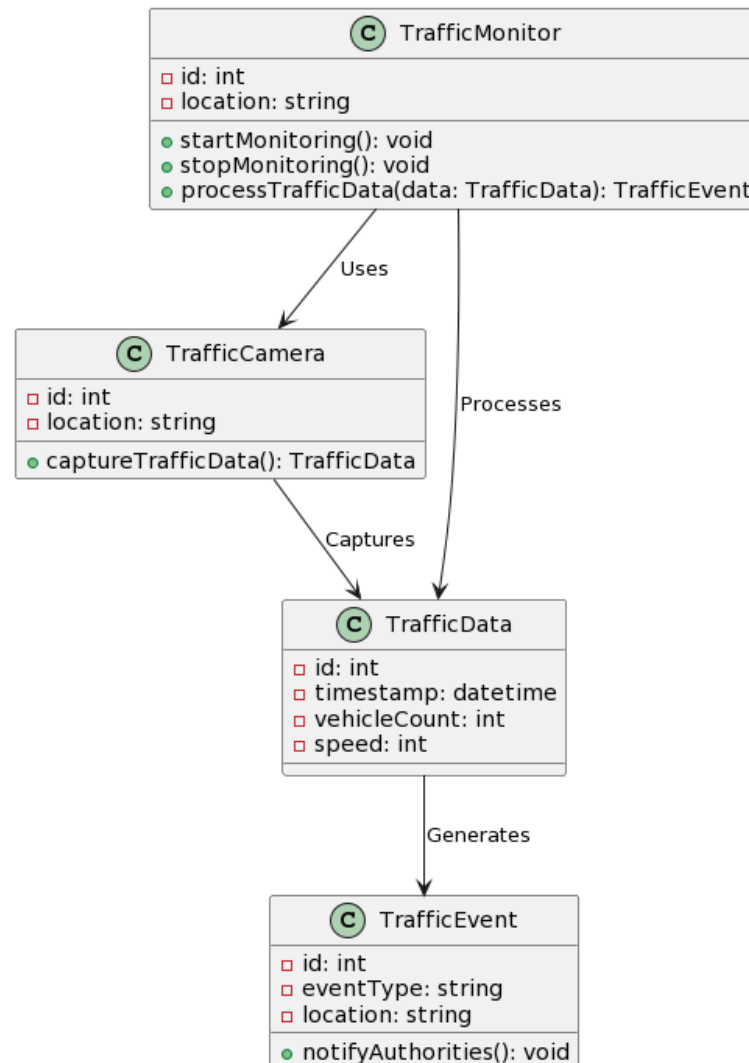 C TrafficMonitor
id: int
location: string
startMonitoring(): void
stopMonitoring(): void
processTrafficData(data: TrafficData): TrafficEvent
Uses
C TrafficCamera
id: int
location: string
captureTrafficData(): TrafficData
Processes
Captures
C TrafficData
id: int
timestamp: datetime
vehicleCount: int
speed: int
Generates
C TrafficEvent
id: int
eventType: string
location: string
notifyAuthorities(): void